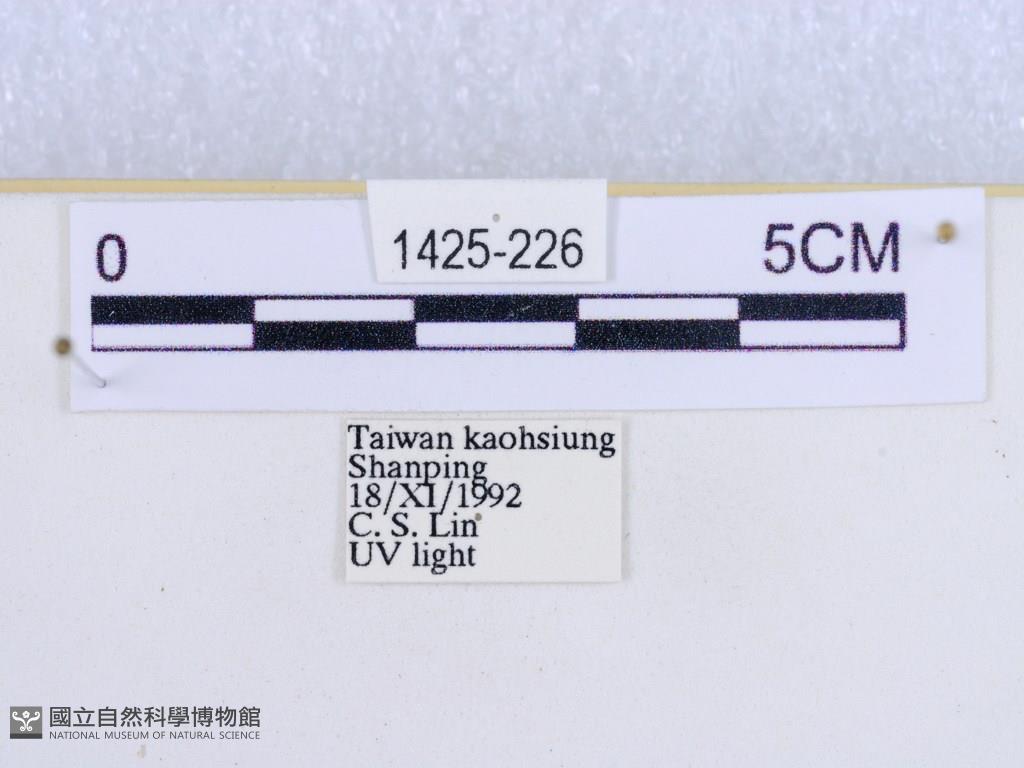 0
1425-226
5CM
Taiwan kaohsiung
Shanping
18/XI/1992
C. S. Lin
UV light
國立自然科學博物館
NATIONAL MUSEUM OF NATURAL SCIENCE